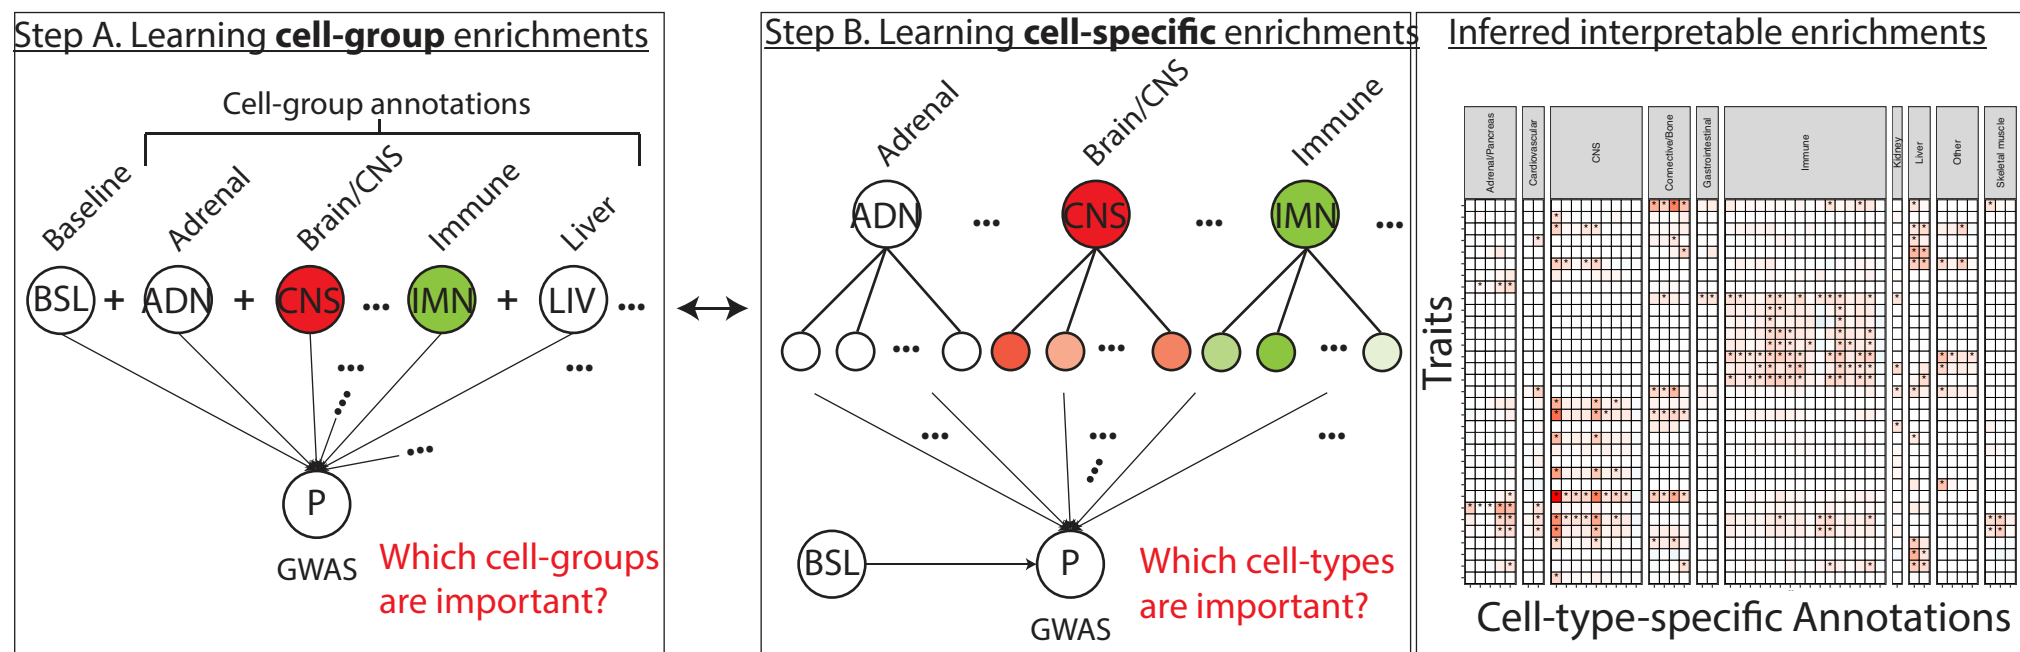 Step A. Learning cell-group enrichments
Cell-group annotations
Baseline
Adrenal
Brain/CNS
Immune
Liver
BSL + ADN + CNS ... IMN + LIV ...
...
...
...
...
P
GWAS
Which cell-groups
are important?
Step B. Learning cell-specific enrichments
Adrenal
Brain/CNS
Immune
ADN ... CNS ... IMN ...
... ... ...
... ... ...
...
BSL
P
GWAS
Which cell-types
are important?
Inferred interpretable enrichments
Adrenal/Pancreas
Cardiovascular
CNS
Connective/Bone
Gastrointestinal
Immune
Kidney
Liver
Other
Skeletal muscle
Traits
Cell-type-specific Annotations